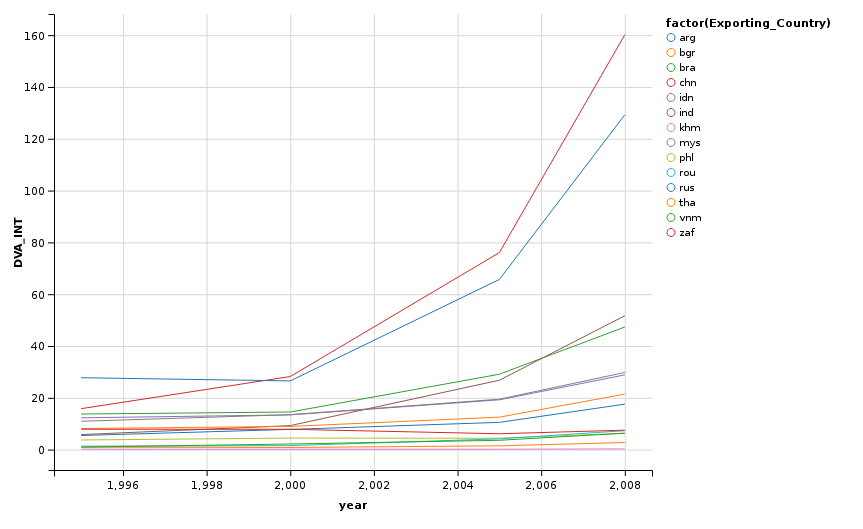 factor(Exporting_Country)
arg
bgr
bra
chn
idn
ind
khm
mys
phl
rou
rus
tha
vnm
zaf
DVA_INT
160
140
120
100
80
60
40
20
0
1,996 1,998 2,000 2,002 2,004 2,006 2,008
year